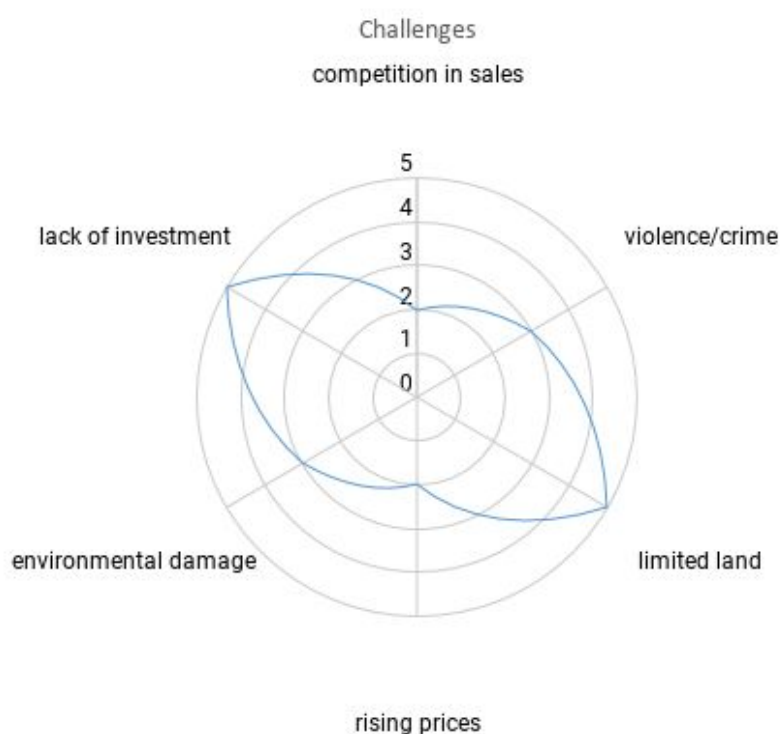 Challenges
competition in sales
5
4
lack of investment
violence/crime
3
2
1
0
environmental damage
limited land
rising prices